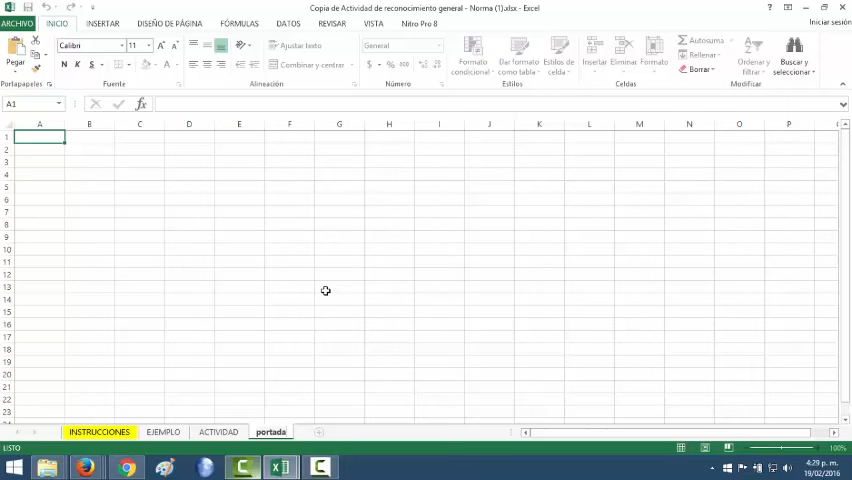 Copia de Actividad de reconocimiento general - Norma (1).xlsx - Excel
ARCHIVO INICIO INSERTAR DISEÑO DE PÁGINA FÓRMULAS DATOS REVISAR VISTA Nitro Pro 8 Iniciar sesión
Pegar Calibri 11 Ajustar texto General Formato condicional Dar formato como tabla Estilos de celda Insertar Eliminar Formato Autosuma Ordenar y filtrar Buscar y seleccionar
N K S Combinar y centrar $ % 000 Rellenar
Borrar
Portapapeles Fuente Alineación Número Estilos Celdas Modificar
A1 fx
A B C D E F G H I J K L M N O P
1
2
3
4
5
6
7
8
9
10
11
12
13
14
15
16
17
18
19
20
21
22
23
INSTRUCCIONES EJEMPLO ACTIVIDAD portada
LISTO 100%
4:29 p. m.
19/02/2016